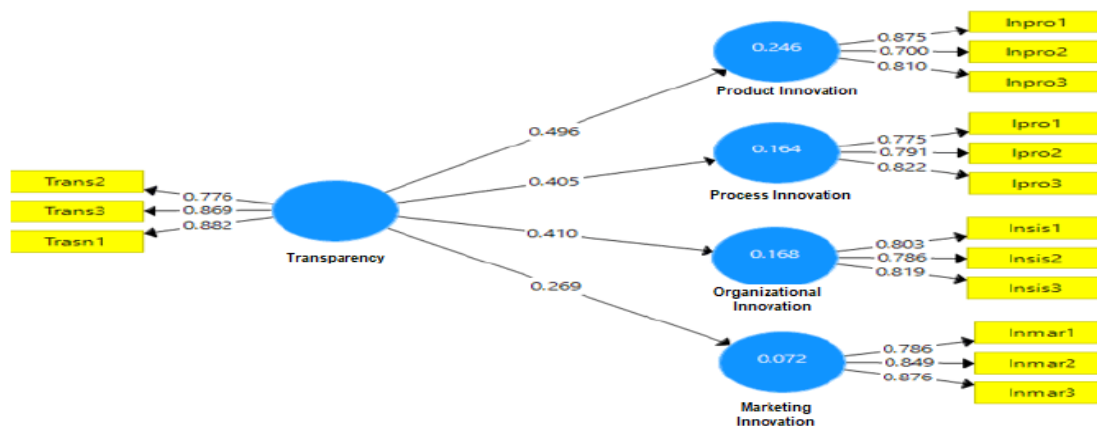 Trans2
Trans3
Trasn1
0.776
0.869
0.882
Transparency
0.496
0.405
0.410
0.269
0.246
Product Innovation
0.875
0.700
0.810
Inpro1
Inpro2
Inpro3
0.164
Process Innovation
0.775
0.791
0.822
Ipro1
Ipro2
Ipro3
0.168
Organizational
Innovation
0.803
0.786
0.819
Insis1
Insis2
Insis3
0.072
Marketing
Innovation
0.786
0.849
0.876
Inmar1
Inmar2
Inmar3